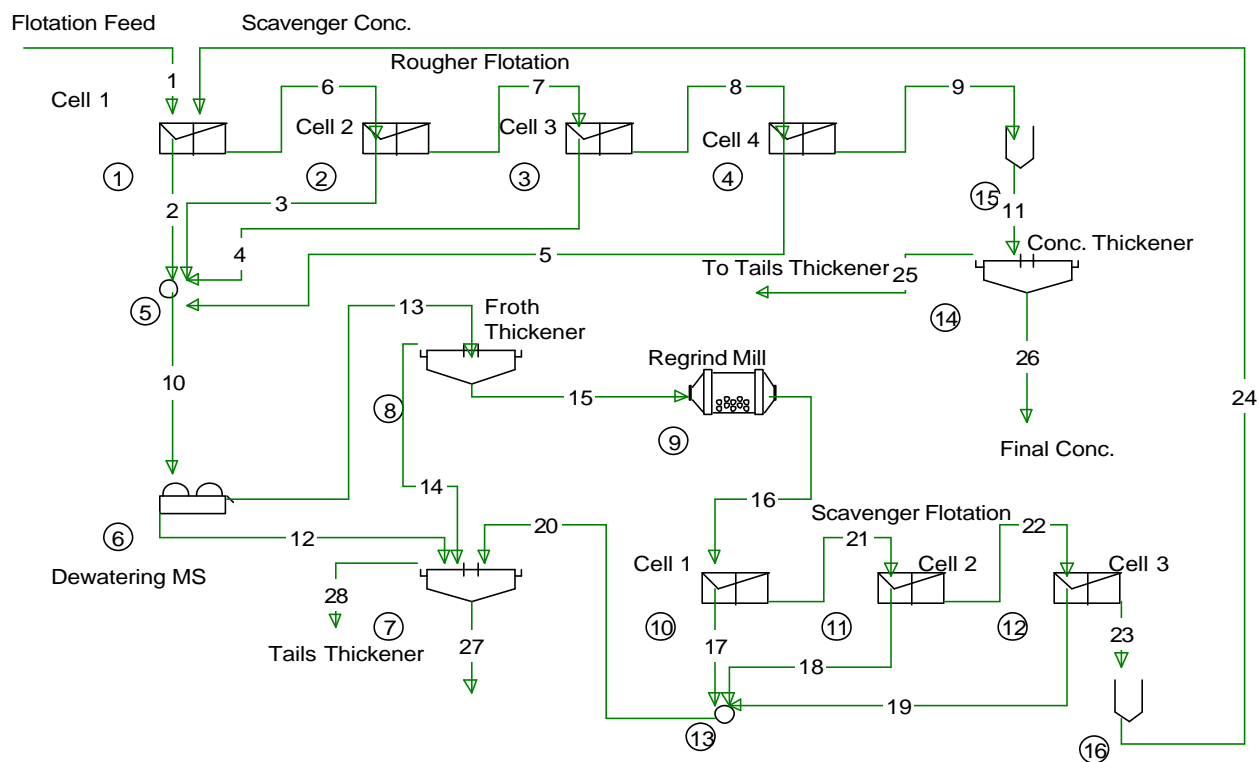 Flotation Feed
Scavenger Conc.
Rougher Flotation
1
6
7
8
9
Cell 1
Cell 2
Cell 3
Cell 4
1
2
3
4
15
2
3
11
4
5
Conc. Thickener
To Tails Thickener
25
5
14
13
Froth
Thickener
Regrind Mill
26
10
15
24
8
9
Final Conc.
14
16
6
12
20
Scavenger Flotation
21
22
Dewatering MS
Cell 1
Cell 2
Cell 3
28
7
10
11
12
23
Tails Thickener
27
17
18
19
13
16